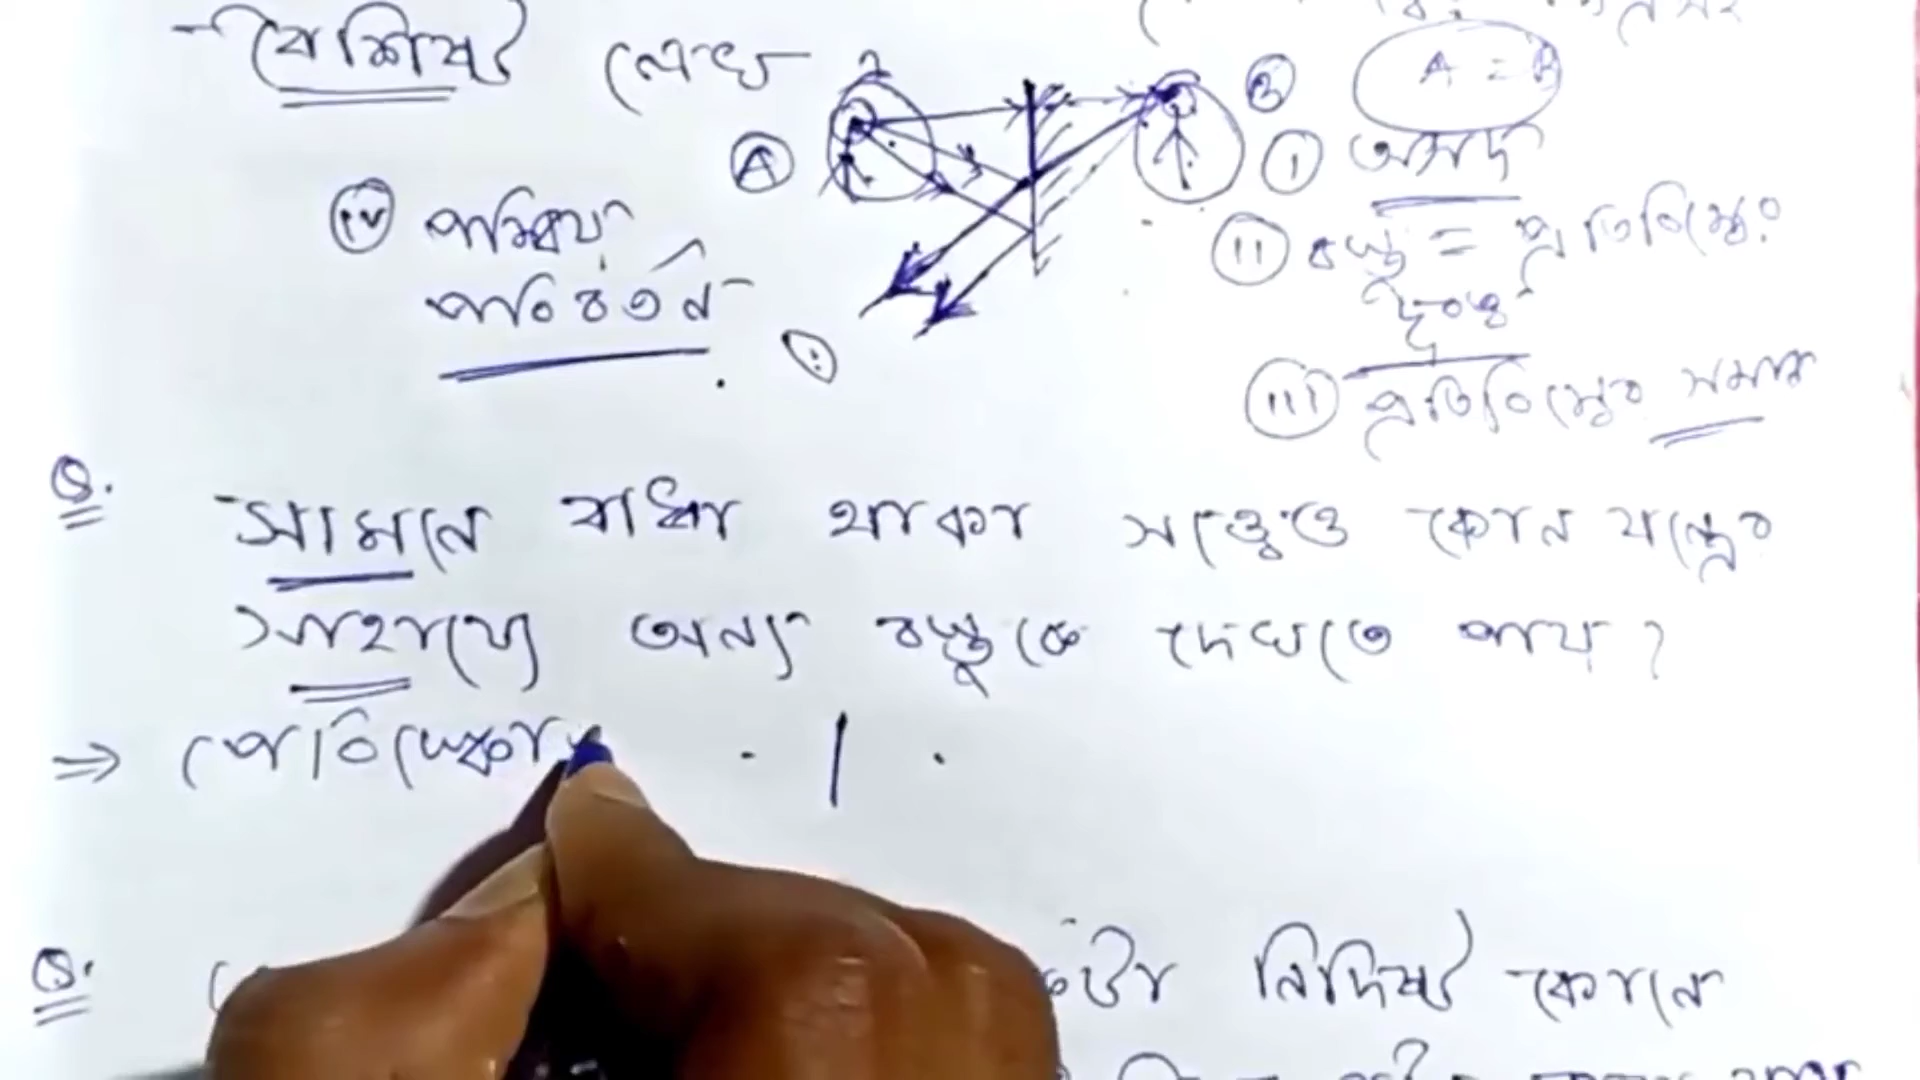 বৈশিষ্ট লেখ
A
B
A = B
i অসদ
ii বস্তু = প্রতিবিম্বের
দূরত্ব
iii প্রতিবিম্বের সমান
iv পার্শ্বীয়
পরিবর্তন
Q. সামনে বাধা থাকা সত্ত্বেও কোন যন্ত্রের
সাহায্যে অন্য বস্তুকে দেখতে পায় ?
⇒ পেরিস্কো
Q. টা নির্দিষ্ট কোনে